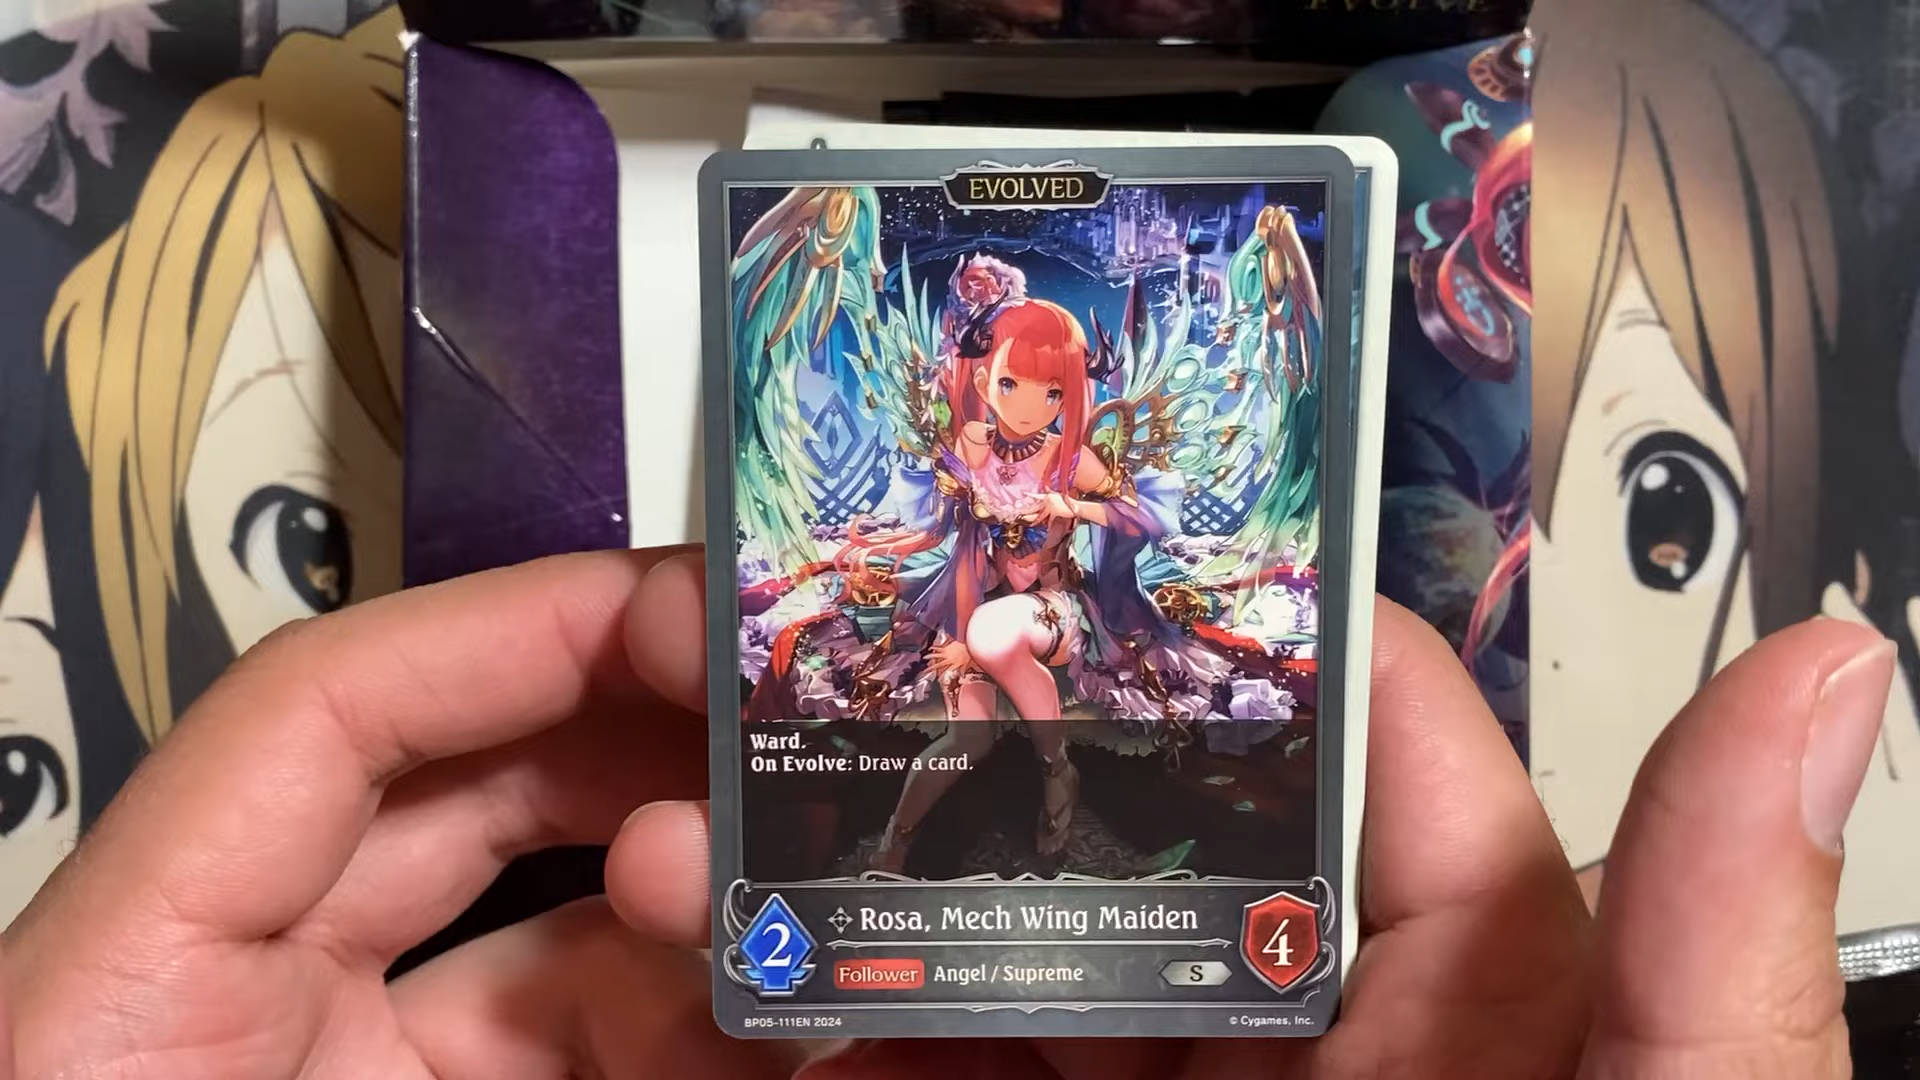 EVOLVE
EVOLVED
Ward.
On Evolve: Draw a card.
2
Rosa, Mech Wing Maiden
4
Follower Angel / Supreme
S
BP05-111EN 2024
© Cygames, Inc.